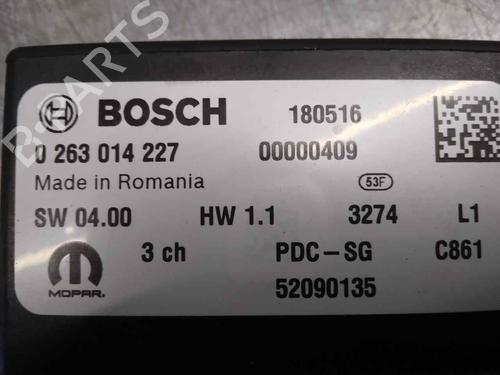 BOSCH 180516
0 263 014 227 00000409
Made in Romania 53F
SW 04.00 HW 1.1 3274 L1
3 ch PDC-SG C861
MOPAR. 52090135
B-PARTS